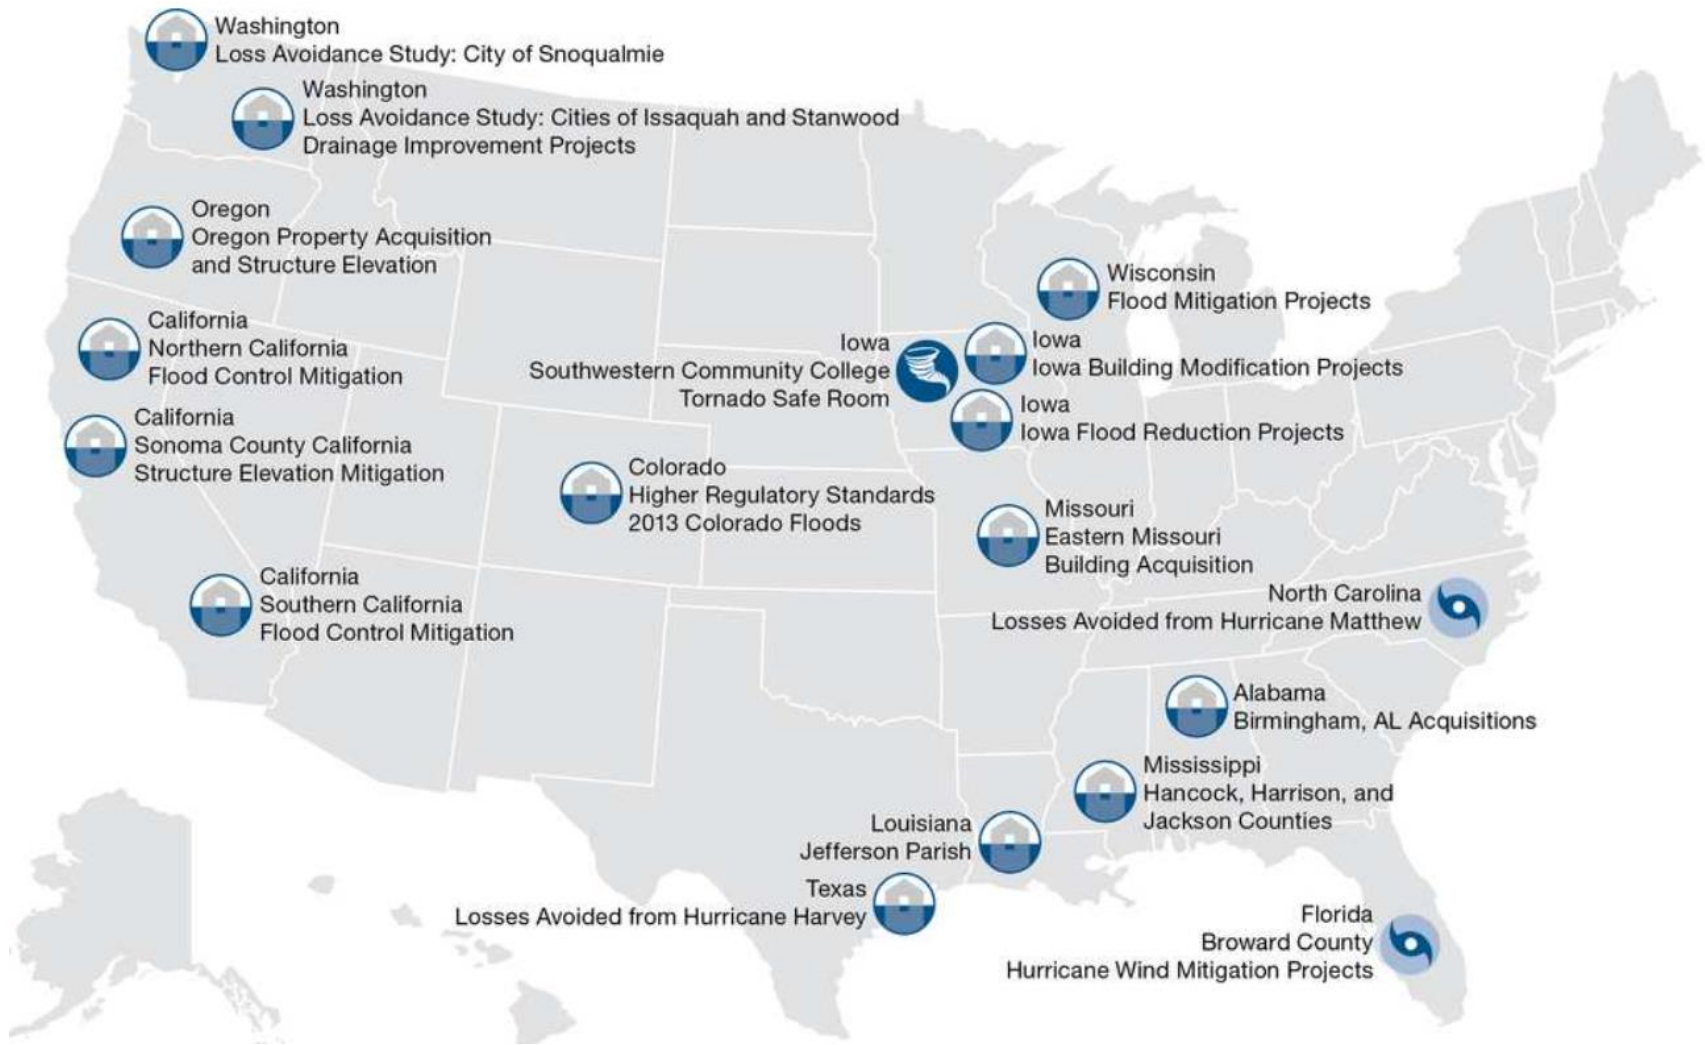 Washington
Loss Avoidance Study: City of Snoqualmie
Washington
Loss Avoidance Study: Cities of Issaquah and Stanwood
Drainage Improvement Projects
Oregon
Oregon Property Acquisition
and Structure Elevation
Wisconsin
Flood Mitigation Projects
California
Northern California
Flood Control Mitigation
Iowa
Southwestern Community College
Tornado Safe Room
Iowa
Iowa Building Modification Projects
Iowa
Iowa Flood Reduction Projects
California
Sonoma County California
Structure Elevation Mitigation
Colorado
Higher Regulatory Standards
2013 Colorado Floods
Missouri
Eastern Missouri
Building Acquisition
California
Southern California
Flood Control Mitigation
North Carolina
Losses Avoided from Hurricane Matthew
Alabama
Birmingham, AL Acquisitions
Mississippi
Hancock, Harrison, and
Jackson Counties
Louisiana
Jefferson Parish
Texas
Losses Avoided from Hurricane Harvey
Florida
Broward County
Hurricane Wind Mitigation Projects